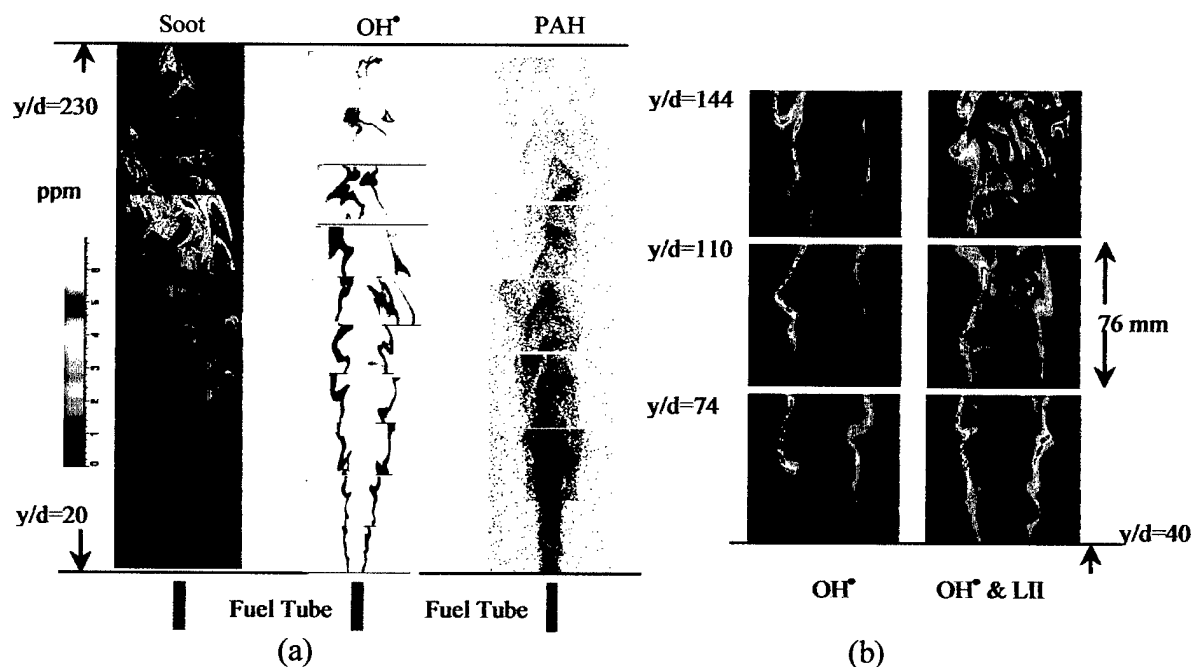 Soot OH• PAH
y/d=230
ppm
y/d=20
Fuel Tube Fuel Tube
(a)
y/d=144
y/d=110
76 mm
y/d=74
y/d=40
OH• OH• & LII
(b)